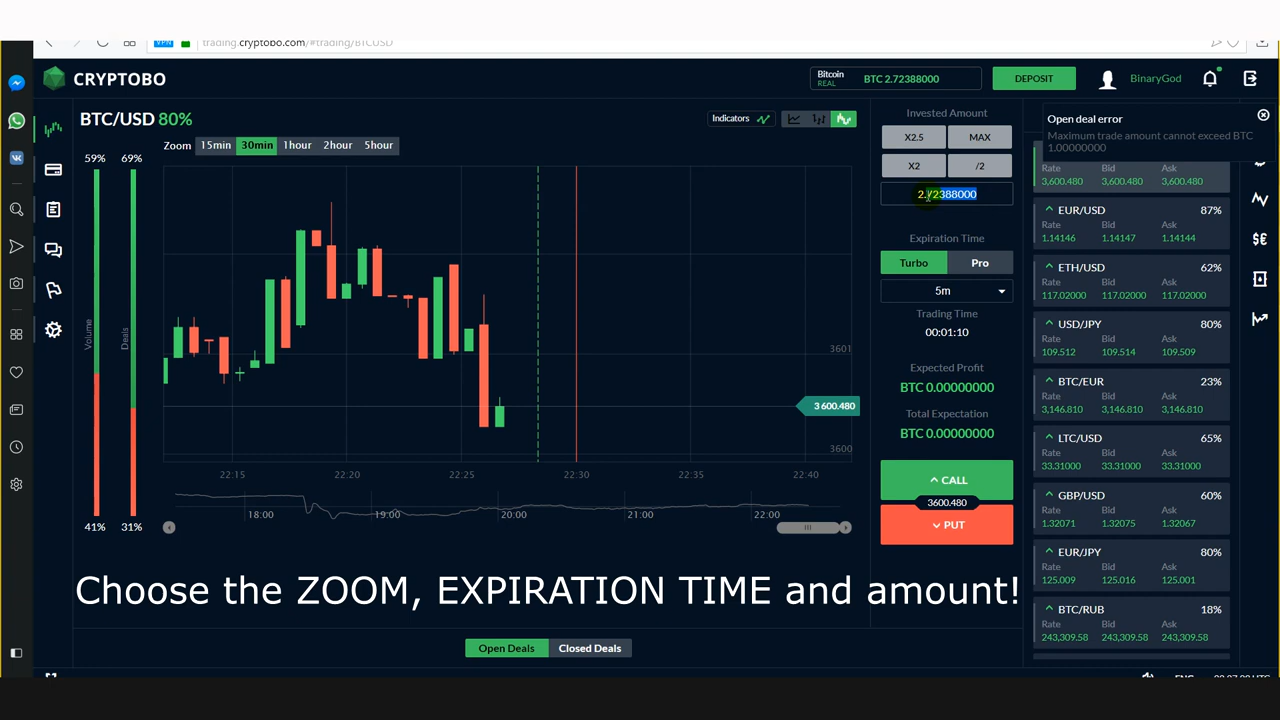 VPN trading.cryptobo.com/#trading/BTCUSD
CRYPTOBO
Bitcoin
REAL
BTC 2.72388000
DEPOSIT
BinaryGod
BTC/USD 80%
Indicators
Zoom 15min 30min 1hour 2hour 5hour
59% 69%
Volume
Deals
41% 31%
3601
3 600.480
3600
22:15 22:20 22:25 22:30 22:35 22:40
18:00 19:00 20:00 21:00 22:00
Invested Amount
X2.5 MAX
X2 /2
2.72388000
Expiration Time
Turbo Pro
5m
Trading Time
00:01:10
Expected Profit
BTC 0.00000000
Total Expectation
BTC 0.00000000
CALL
3600.480
PUT
Open deal error
Maximum trade amount cannot exceed BTC
1.00000000
Rate Bid Ask
3,600.480 3,600.480 3,600.480
EUR/USD 87%
Rate Bid Ask
1.14146 1.14147 1.14144
ETH/USD 62%
Rate Bid Ask
117.02000 117.02000 117.02000
USD/JPY 80%
Rate Bid Ask
109.512 109.514 109.509
BTC/EUR 23%
Rate Bid Ask
3,146.810 3,146.810 3,146.810
LTC/USD 65%
Rate Bid Ask
33.31000 33.31000 33.31000
GBP/USD 60%
Rate Bid Ask
1.32071 1.32075 1.32067
EUR/JPY 80%
Rate Bid Ask
125.009 125.016 125.001
BTC/RUB 18%
Rate Bid Ask
243,309.58 243,309.58 243,309.58
Choose the ZOOM, EXPIRATION TIME and amount!
Open Deals Closed Deals